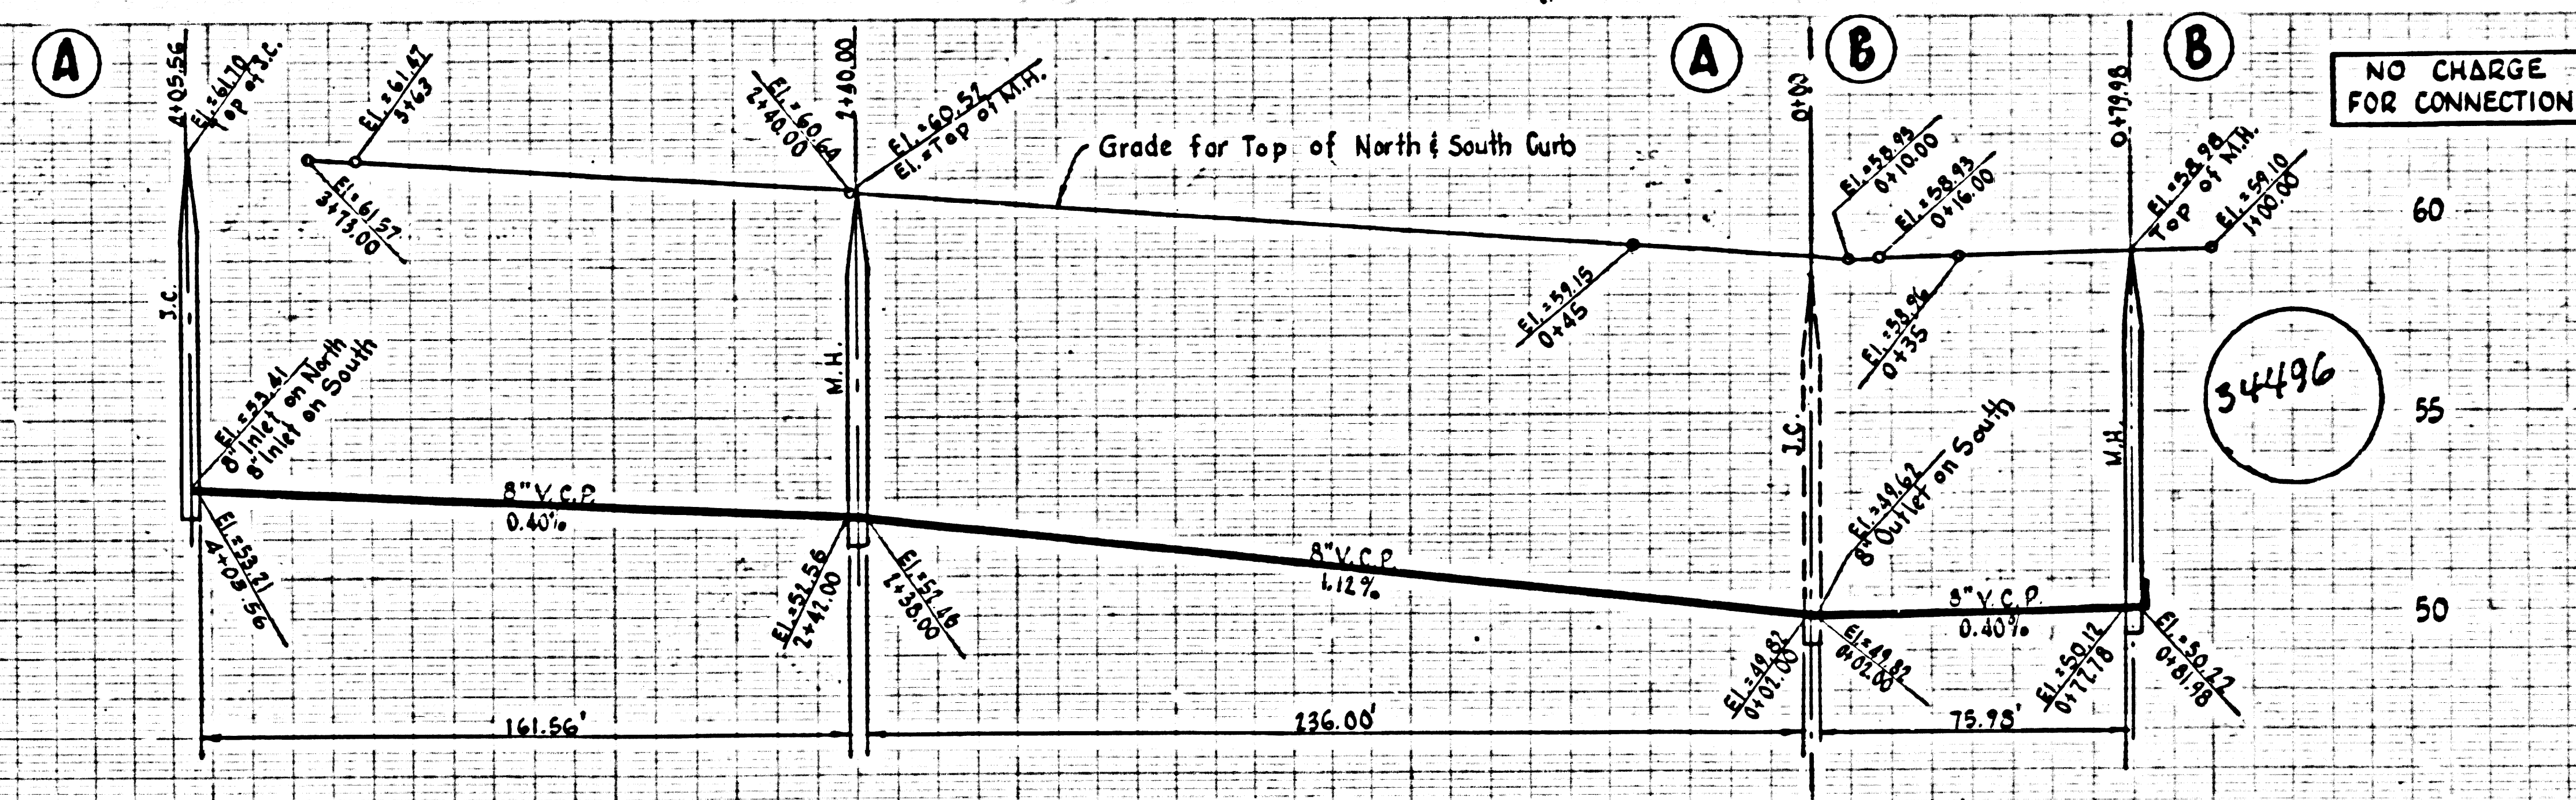 A
4+05.56
El.=61.70
Top of J.C.
El.=61.47
3+63
El.=61.57
3+73.00
J.C.
El.=53.41
8" Inlet on North
8" Inlet on South
El.=53.21
4+03.56
8" V.C.P.
0.40%
161.56'
El.=60.64
2+40.00
2+40.00
El.=60.52
El.=Top of M.H.
M.H.
El.=52.56
2+42.00
El.=52.46
2+38.00
Grade for Top of North & South Curb
8" V.C.P.
1.12%
236.00'
El.=59.15
0+45
A
0+00
B
El.=58.93
0+10.00
El.=58.93
0+16.00
El.=58.96
0+35
J.C.
El.=49.62
8" Outlet on South
El.=49.82
0+02.00
El.=49.82
0+02.00
8" V.C.P.
0.40%
75.98'
0+79.98
B
El.=58.98
Top of M.H.
El.=59.10
1+00.00
M.H.
El.=50.12
0+77.78
El.=50.22
0+81.98
NO CHARGE
FOR CONNECTION
60
34496
55
50